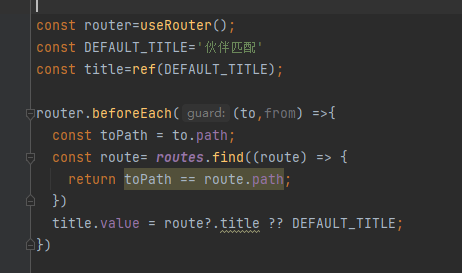 const router=useRouter();
const DEFAULT_TITLE='伙伴匹配'
const title=ref(DEFAULT_TITLE);
router.beforeEach( guard: (to,from) =>{
const toPath = to.path;
const route= routes.find((route) => {
return toPath == route.path;
})
title.value = route?.title ?? DEFAULT_TITLE;
})